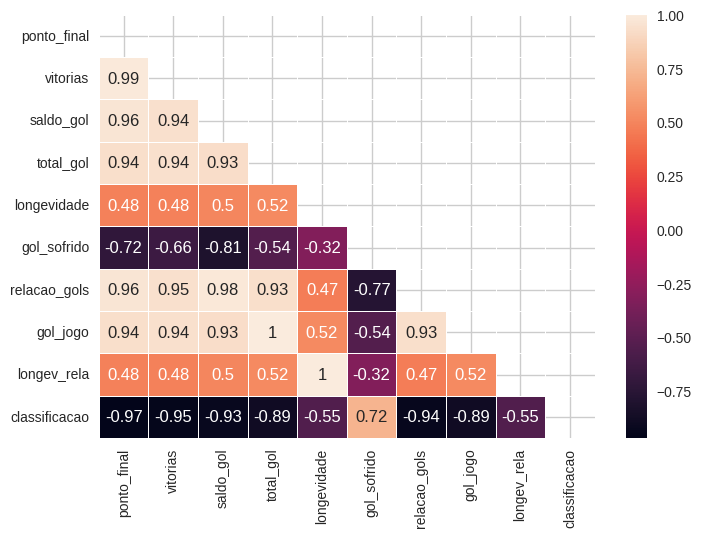 ponto_final
vitorias 0.99
saldo_gol 0.96 0.94
total_gol 0.94 0.94 0.93
longevidade 0.48 0.48 0.5 0.52
gol_sofrido -0.72 -0.66 -0.81 -0.54 -0.32
relacao_gols 0.96 0.95 0.98 0.93 0.47 -0.77
gol_jogo 0.94 0.94 0.93 1 0.52 -0.54 0.93
longev_rela 0.48 0.48 0.5 0.52 1 -0.32 0.47 0.52
classificacao -0.97 -0.95 -0.93 -0.89 -0.55 0.72 -0.94 -0.89 -0.55
ponto_final
vitorias
saldo_gol
total_gol
longevidade
gol_sofrido
relacao_gols
gol_jogo
longev_rela
classificacao
1.00
0.75
0.50
0.25
0.00
−0.25
−0.50
−0.75